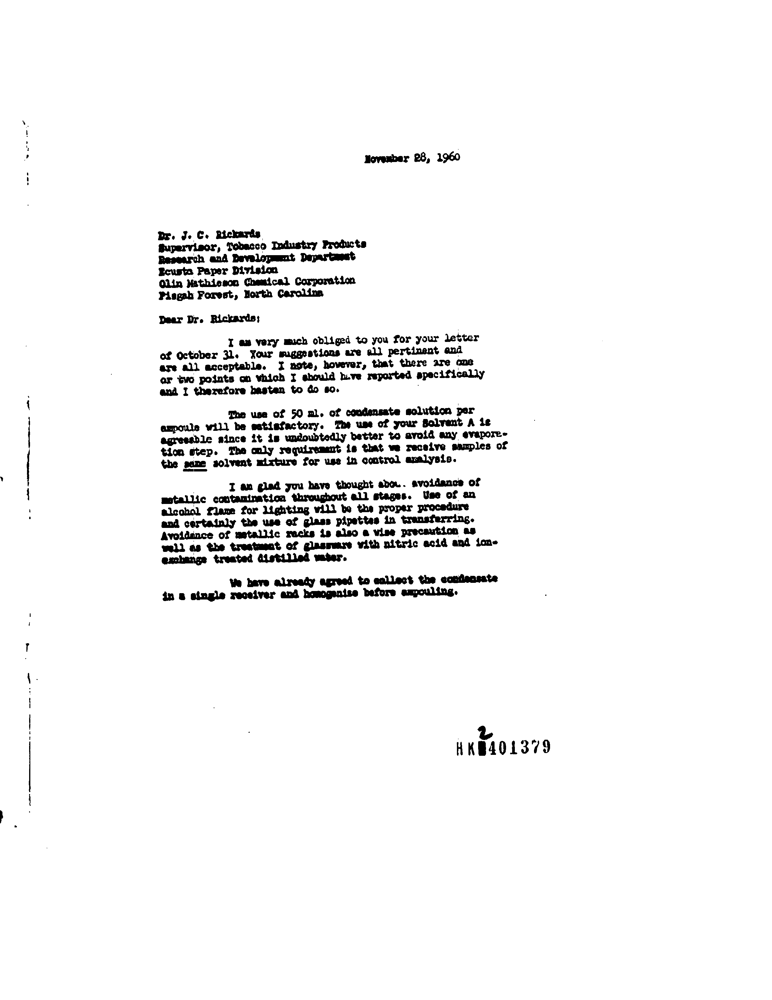 November 28, 1960
Dr. J. C. Rickards
Supervisor, Tobacco Industry Products
Research and Development Department
Ecusta Paper Division
Olin Mathieson Chemical Corporation
Pisgah Forest, North Carolina
Dear Dr. Rickards:
I am very much obliged to you for your letter
of October 31. Your suggestions are all pertinent and
are all acceptable. I note, however, that there are one
or two points on which I should have reported specifically
and I therefore hasten to do so.
The use of 50 ml. of condensate solution per
ampoule will be satisfactory. The use of your Solvent A is
agreeable since it is undoubtedly better to avoid any evapora-
tion step. The only requirement is that we receive samples of
the same solvent mixture for use in control analysis.
I am glad you have thought abou.. avoidance of
metallic contamination throughout all stages. Use of an
alcohol flame for lighting will be the proper procedure
and certainly the use of glass pipettes in transferring.
Avoidance of metallic racks is also a wise precaution as
well as the treatment of glassware with nitric acid and ion-
exchange treated distilled water.
We have already agreed to collect the condensate
in a single receiver and homogenize before ampouling.
2
HK 401379